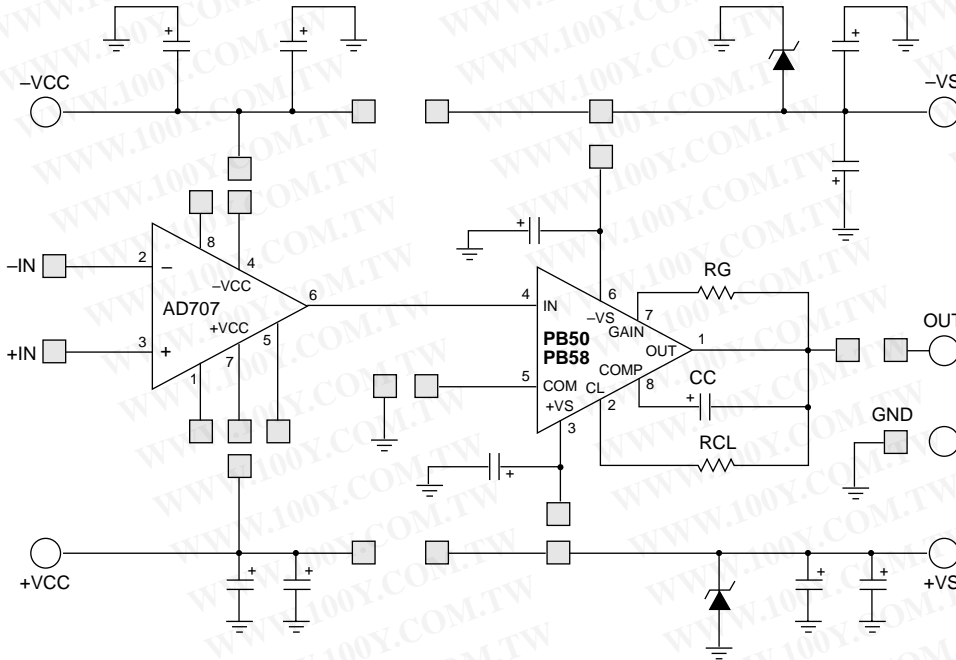 –VCC
–VS
8
–IN
2
–
4
–VCC
AD707
6
4
IN
6
–VS
7
GAIN
RG
+VCC
5
PB50
PB58
OUT
1
OUT
+IN
3
+
7
1
5
COM
+VS
COMP
CL
8
2
CC
+
3
GND
RCL
+
+VCC
+VS
+
+
+
+
+
+
+
+
+
WWW.100Y.COM.TW